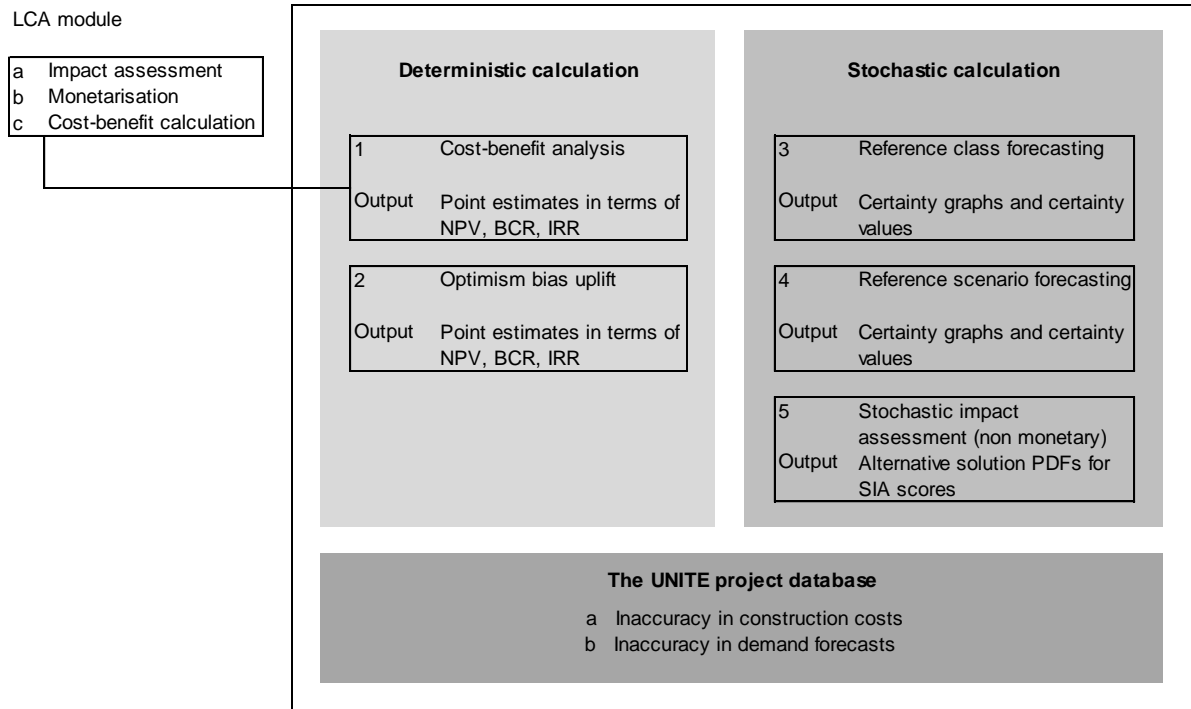 LCA module
a Impact assessment
b Monetarisation
c Cost-benefit calculation
Deterministic calculation
1 Cost-benefit analysis
Output Point estimates in terms of
NPV, BCR, IRR
2 Optimism bias uplift
Output Point estimates in terms of
NPV, BCR, IRR
Stochastic calculation
3 Reference class forecasting
Output Certainty graphs and certainty
values
4 Reference scenario forecasting
Output Certainty graphs and certainty
values
5 Stochastic impact
assessment (non monetary)
Output Alternative solution PDFs for
SIA scores
The UNITE project database
a Inaccuracy in construction costs
b Inaccuracy in demand forecasts